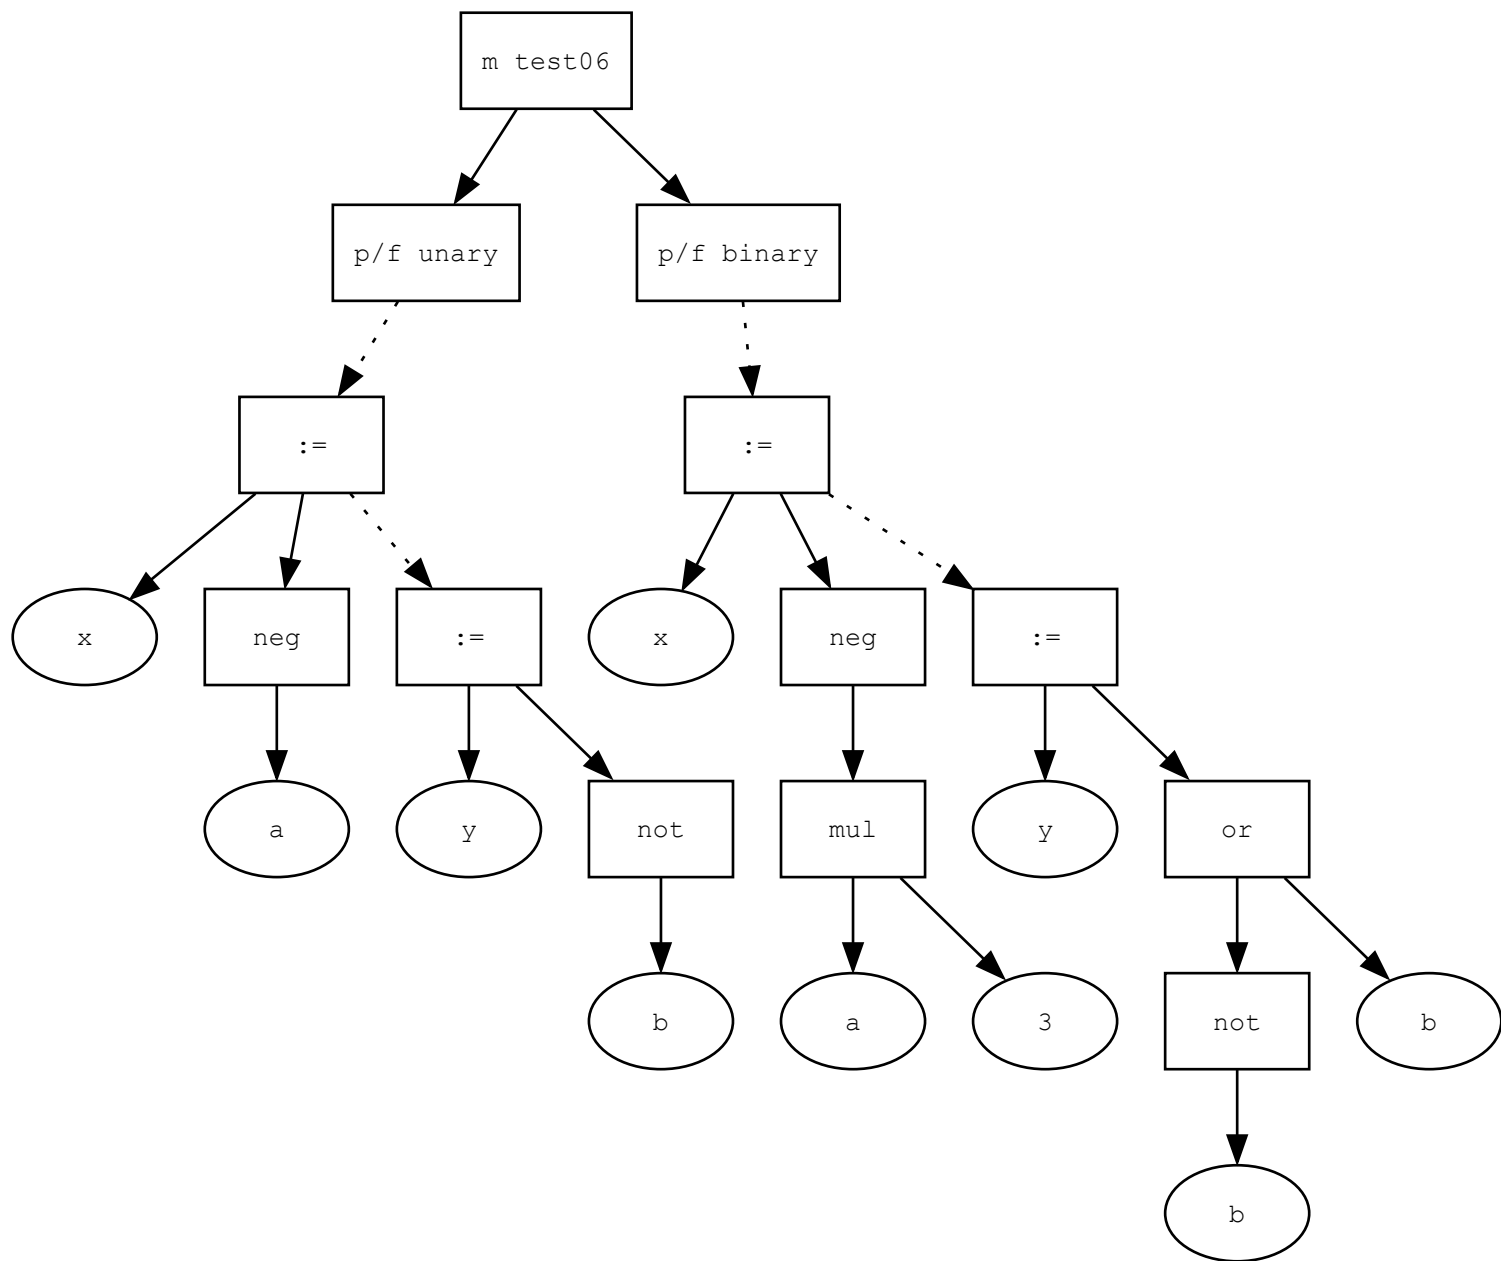 m test06
p/f unary
p/f binary
:=
:=
x
neg
:=
x
neg
:=
a
y
not
mul
y
or
b
a
3
not
b
b